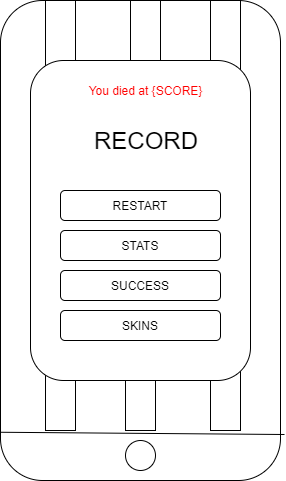 You died at {SCORE}
RECORD
RESTART
STATS
SUCCESS
SKINS